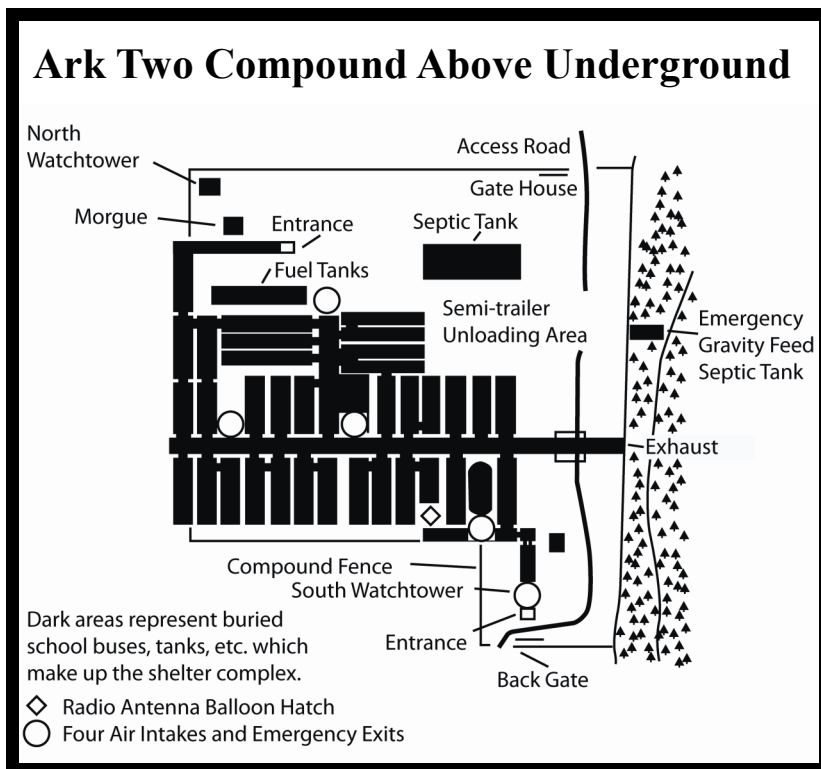 Ark Two Compound Above Underground
North
Watchtower
Access Road
Gate House
Morgue
Entrance
Septic Tank
Fuel Tanks
Semi-trailer
Unloading Area
Emergency
Gravity Feed
Septic Tank
Exhaust
Compound Fence
South Watchtower
Entrance
Back Gate
Dark areas represent buried
school buses, tanks, etc. which
make up the shelter complex.
Radio Antenna Balloon Hatch
Four Air Intakes and Emergency Exits